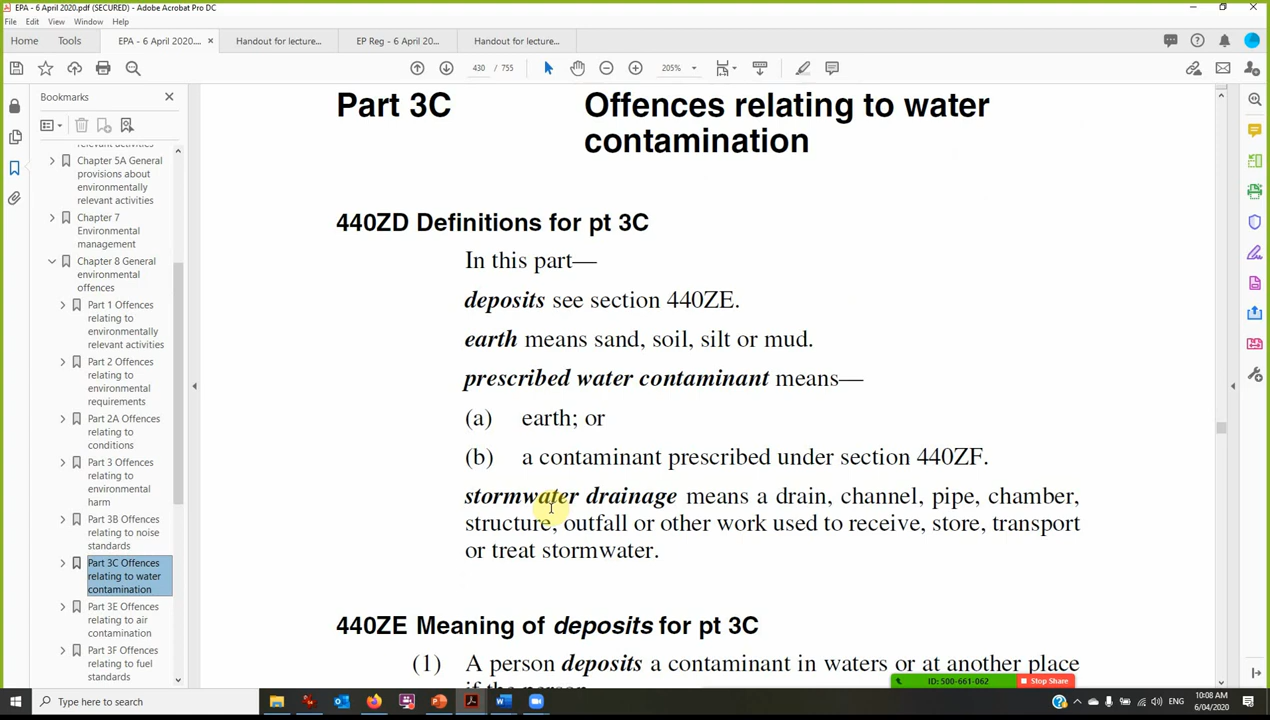 EPA - 6 April 2020.pdf (SECURED) - Adobe Acrobat Pro DC
File Edit View Window Help
Home Tools EPA - 6 April 2020.... × Handout for lecture... EP Reg - 6 April 20... Handout for lecture...
430 / 755 205%
Bookmarks
relevant activities
Chapter 5A General
provisions about
environmentally
relevant activities
Chapter 7
Environmental
management
Chapter 8 General
environmental
offences
Part 1 Offences
relating to
environmentally
relevant activities
Part 2 Offences
relating to
environmental
requirements
Part 2A Offences
relating to
conditions
Part 3 Offences
relating to
environmental
harm
Part 3B Offences
relating to noise
standards
Part 3C Offences
relating to water
contamination
Part 3E Offences
relating to air
contamination
Part 3F Offences
relating to fuel
standards
Part 3C Offences relating to water
contamination
440ZD Definitions for pt 3C
In this part—
deposits see section 440ZE.
earth means sand, soil, silt or mud.
prescribed water contaminant means—
(a) earth; or
(b) a contaminant prescribed under section 440ZF.
stormwater drainage means a drain, channel, pipe, chamber,
structure, outfall or other work used to receive, store, transport
or treat stormwater.
440ZE Meaning of deposits for pt 3C
(1) A person deposits a contaminant in waters or at another place
if the person
ID: 500-661-062 Stop Share
Type here to search
ENG
10:08 AM
6/04/2020